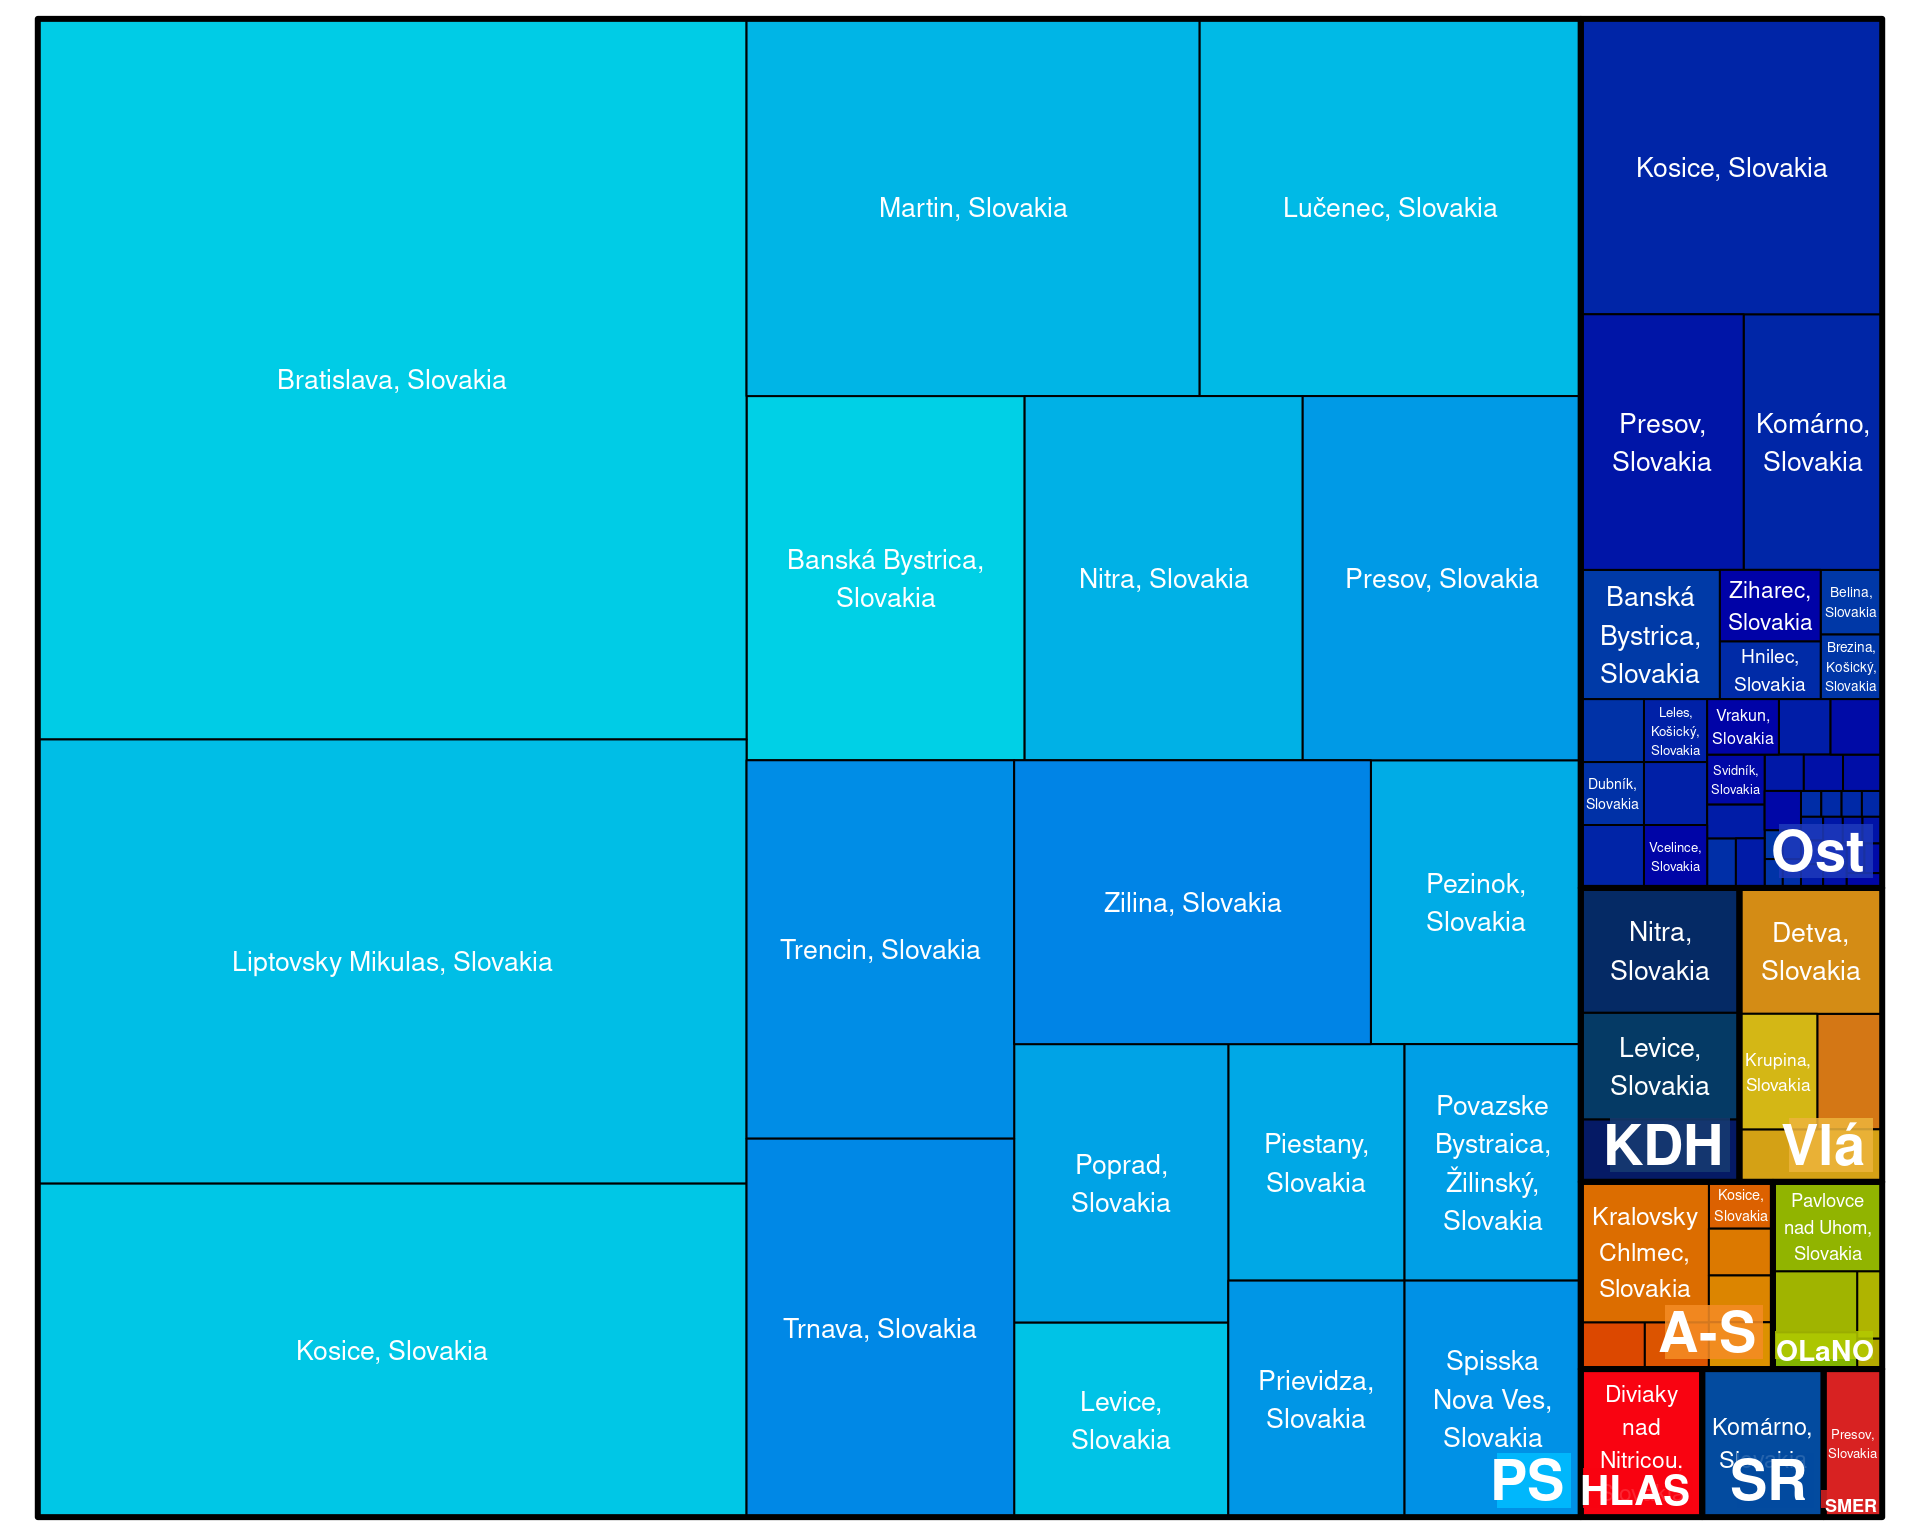 Bratislava, Slovakia
Liptovsky Mikulas, Slovakia
Kosice, Slovakia
Martin, Slovakia
Lučenec, Slovakia
Banská Bystrica,
Slovakia
Nitra, Slovakia
Presov, Slovakia
Trencin, Slovakia
Zilina, Slovakia
Pezinok,
Slovakia
Trnava, Slovakia
Poprad,
Slovakia
Piestany,
Slovakia
Povazske
Bystraica,
Žilinský,
Slovakia
Levice,
Slovakia
Prievidza,
Slovakia
Spisska
Nova Ves,
Slovakia
PS
Kosice, Slovakia
Presov,
Slovakia
Komárno,
Slovakia
Banská
Bystrica,
Slovakia
Ziharec,
Slovakia
Belina,
Slovakia
Hnilec,
Slovakia
Brezina,
Košický,
Slovakia
Leles,
Košický,
Slovakia
Vrakun,
Slovakia
Dubník,
Slovakia
Svidník,
Slovakia
Vcelince,
Slovakia
Ost
Nitra,
Slovakia
Levice,
Slovakia
KDH
Detva,
Slovakia
Krupina,
Slovakia
Vlá
Kralovsky
Chlmec,
Slovakia
Kosice,
Slovakia
A-S
Pavlovce
nad Uhom,
Slovakia
OLaNO
Diviaky
nad
Nitricou.
HLAS
Komárno,
Slovakia
SR
Presov,
Slovakia
SMER